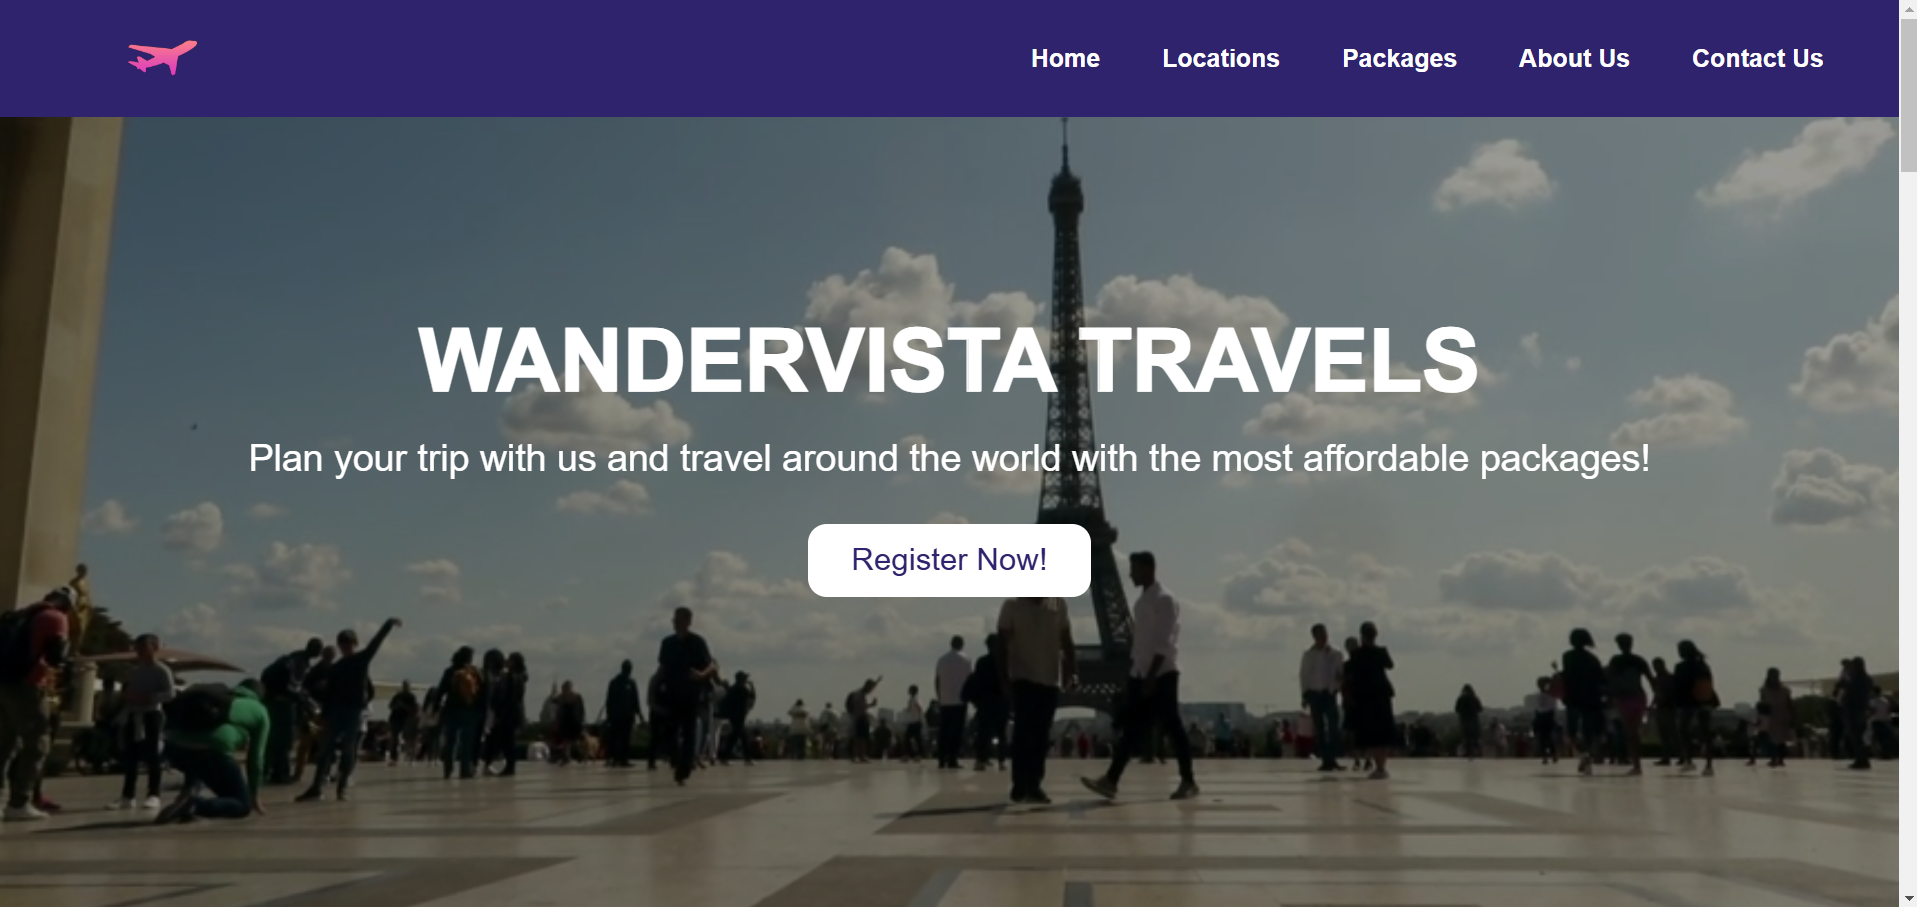 Home Locations Packages About Us Contact Us
WANDERVISTA TRAVELS
Plan your trip with us and travel around the world with the most affordable packages!
Register Now!